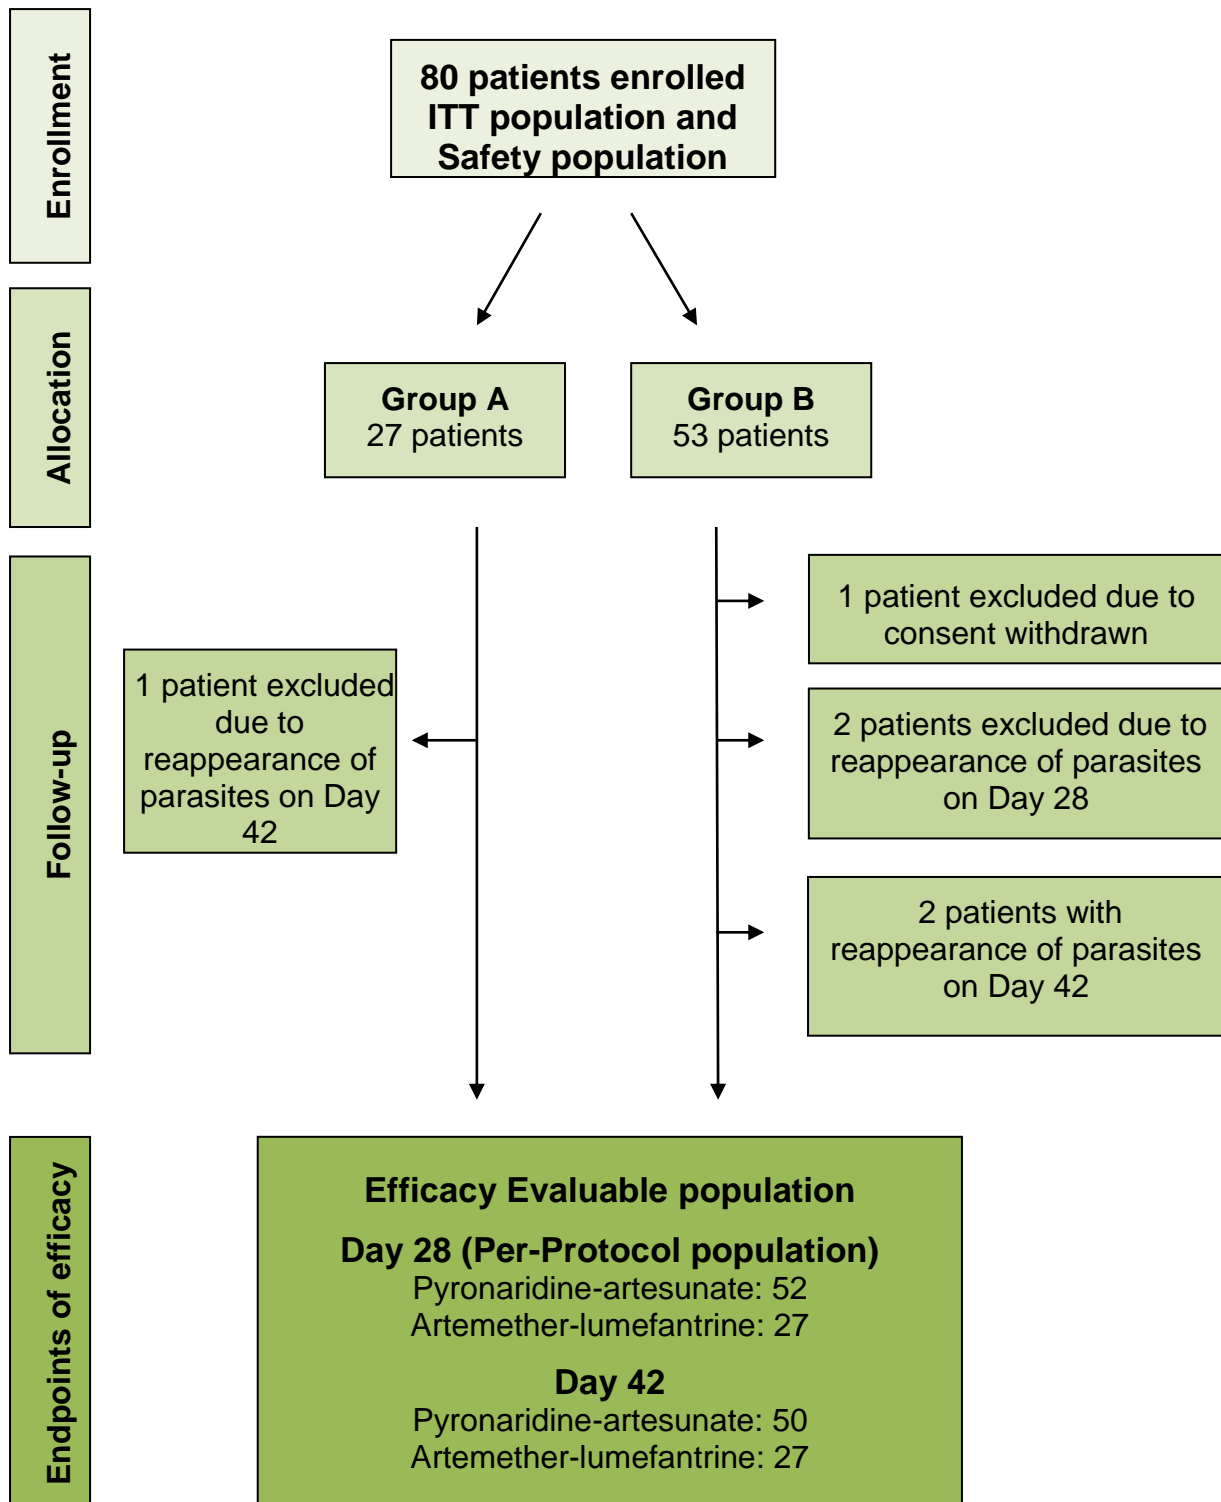 Enrollment
80 patients enrolled
ITT population and
Safety population
Allocation
Group A
27 patients
Group B
53 patients
Follow-up
1 patient excluded
due to
reappearance of
parasites on Day
42
1 patient excluded due to
consent withdrawn
2 patients excluded due to
reappearance of parasites
on Day 28
2 patients with
reappearance of parasites
on Day 42
Endpoints of efficacy
Efficacy Evaluable population
Day 28 (Per-Protocol population)
Pyronaridine-artesunate: 52
Artemether-lumefantrine: 27
Day 42
Pyronaridine-artesunate: 50
Artemether-lumefantrine: 27